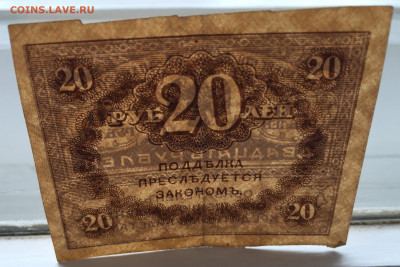 COINS.LAVE.RU
20 20
РУБ 20 ЛЕЙ
ПОДДѢЛКА
ПРЕСЛѢДУЕТСЯ
ЗАКОНОМЪ.
20 20